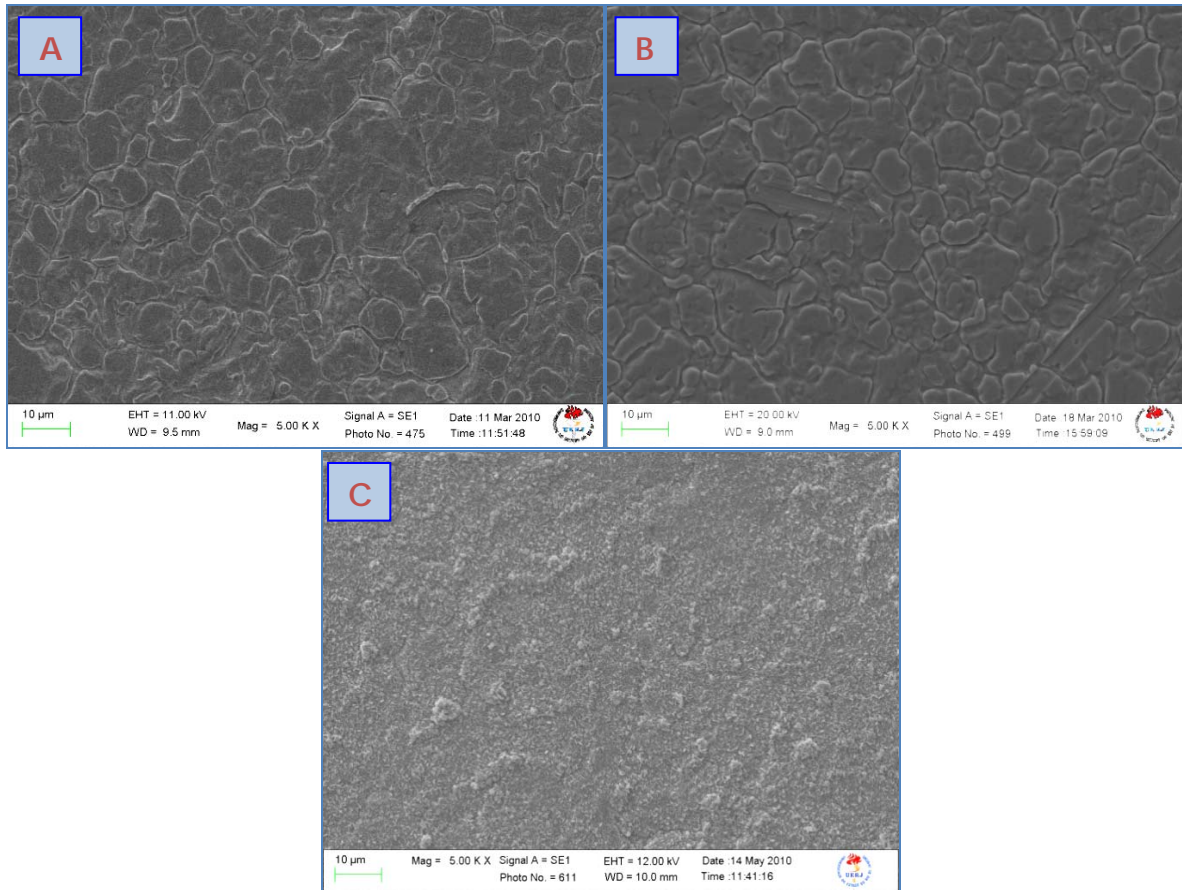 A
B
10 µm
EHT = 11.00 kV
WD = 9.5 mm
Mag = 5.00 K X
Signal A = SE1
Photo No. = 475
Date :11 Mar 2010
Time :11:51:48
10 µm
EHT = 20.00 kV
WD = 9.0 mm
Mag = 5.00 K X
Signal A = SE1
Photo No. = 499
Date :18 Mar 2010
Time :15:59:09
C
10 µm
Mag = 5.00 K X
Signal A = SE1
Photo No. = 611
EHT = 12.00 kV
WD = 10.0 mm
Date :14 May 2010
Time :11:41:16